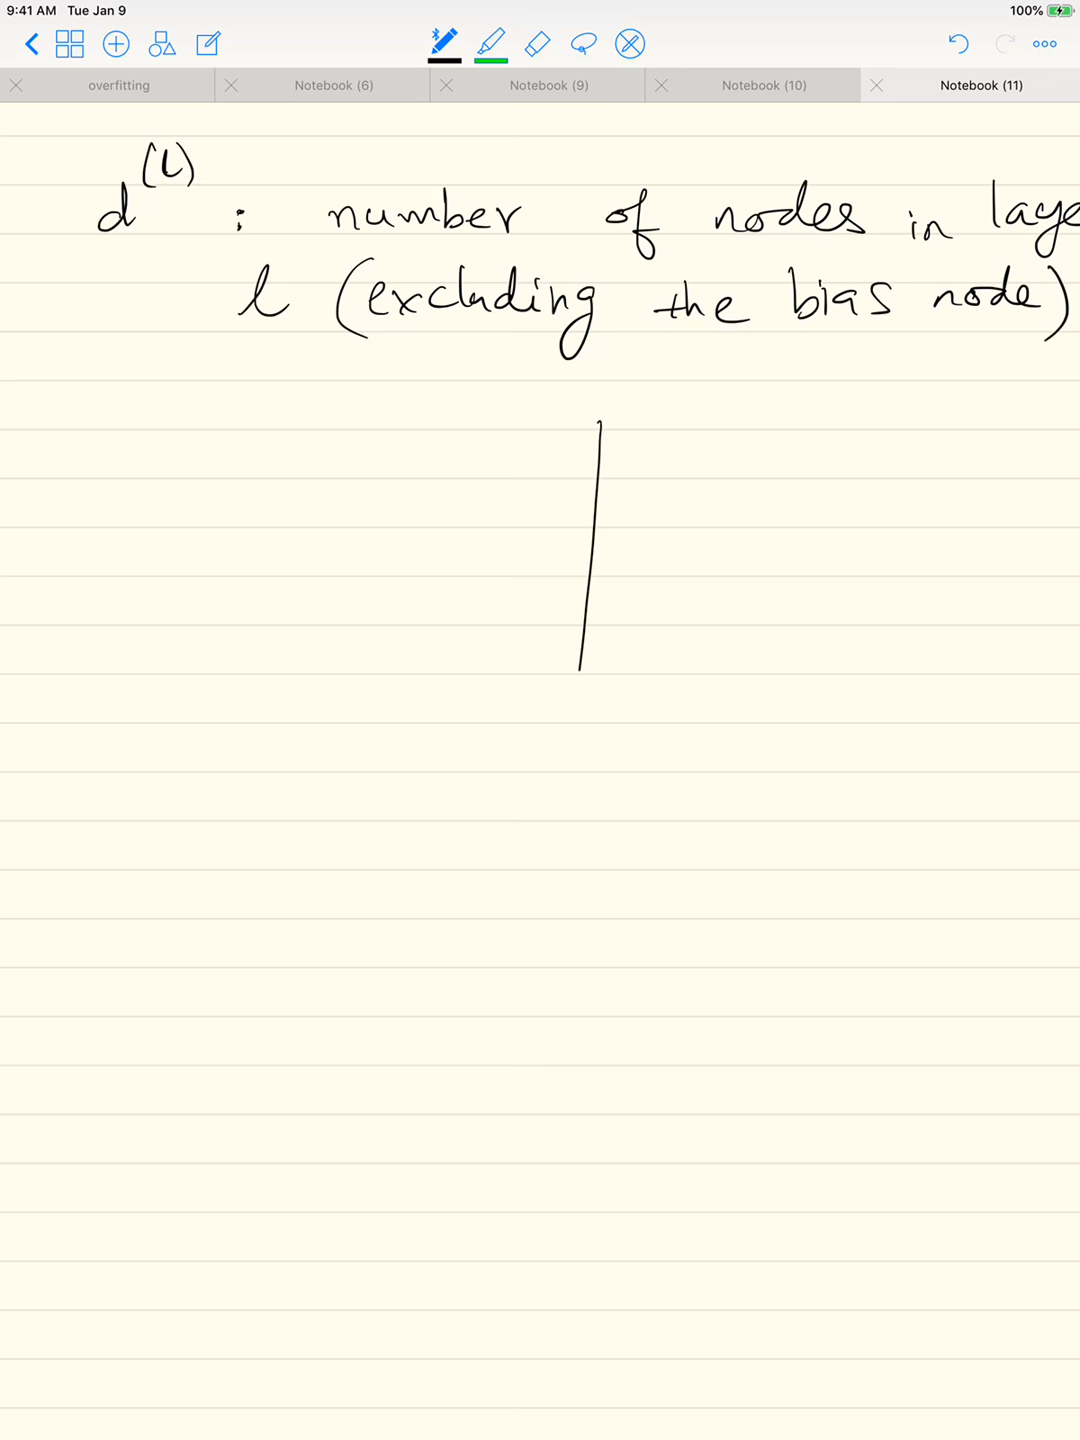 9:41 AM Tue Jan 9 100%
overfitting Notebook (6) Notebook (9) Notebook (10) Notebook (11)
d^(l) : number of nodes in laye
l (excluding the bias node)